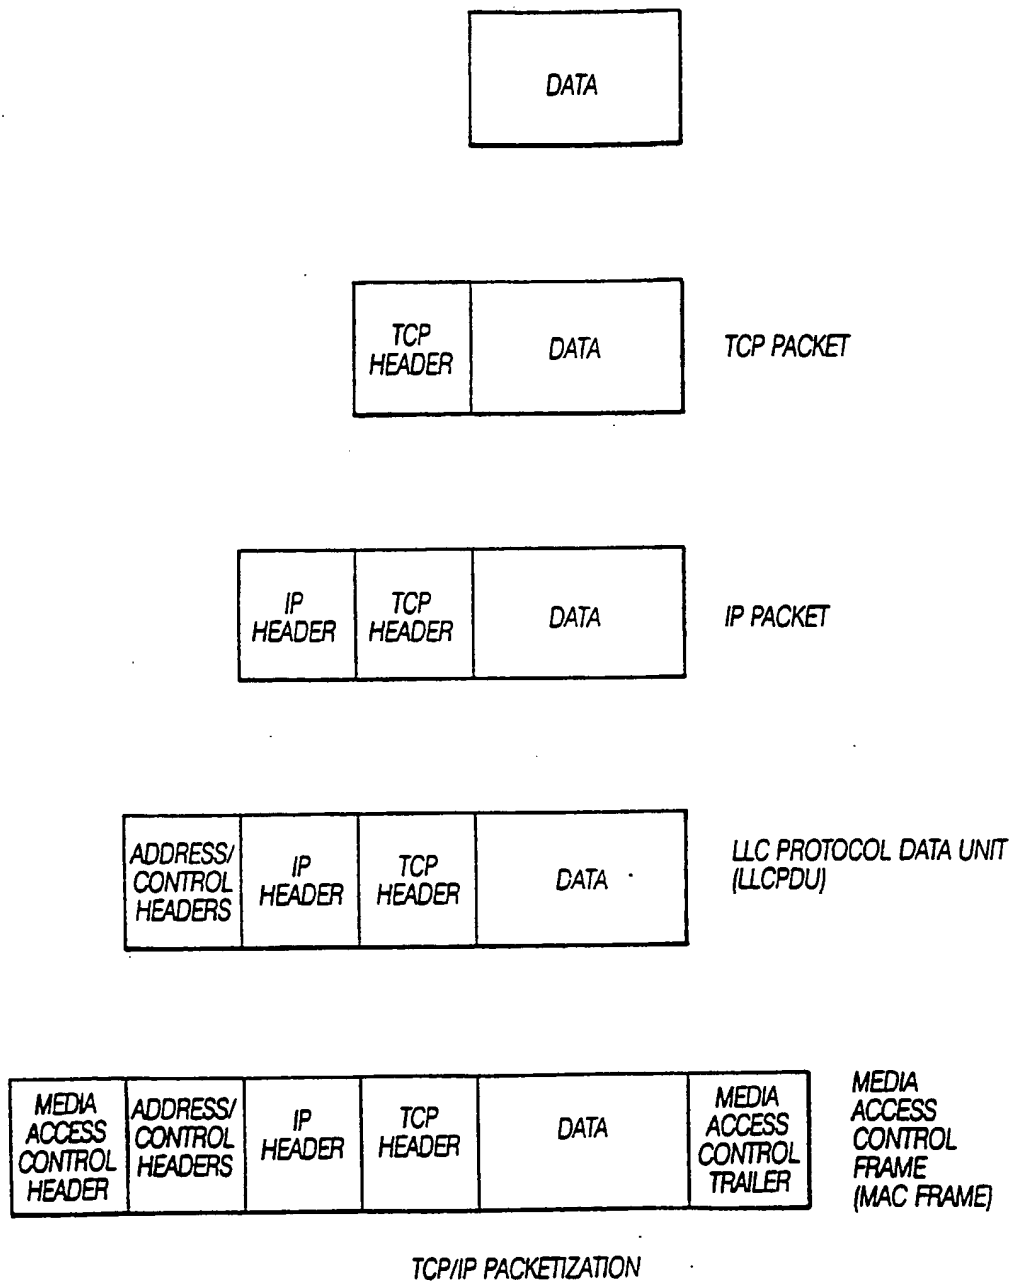 DATA
TCP
HEADER
DATA
TCP PACKET
IP
HEADER
TCP
HEADER
DATA
IP PACKET
ADDRESS/
CONTROL
HEADERS
IP
HEADER
TCP
HEADER
DATA
LLC PROTOCOL DATA UNIT
(LLCPDU)
MEDIA
ACCESS
CONTROL
HEADER
ADDRESS/
CONTROL
HEADERS
IP
HEADER
TCP
HEADER
DATA
MEDIA
ACCESS
CONTROL
TRAILER
MEDIA
ACCESS
CONTROL
FRAME
(MAC FRAME)
TCP/IP PACKETIZATION